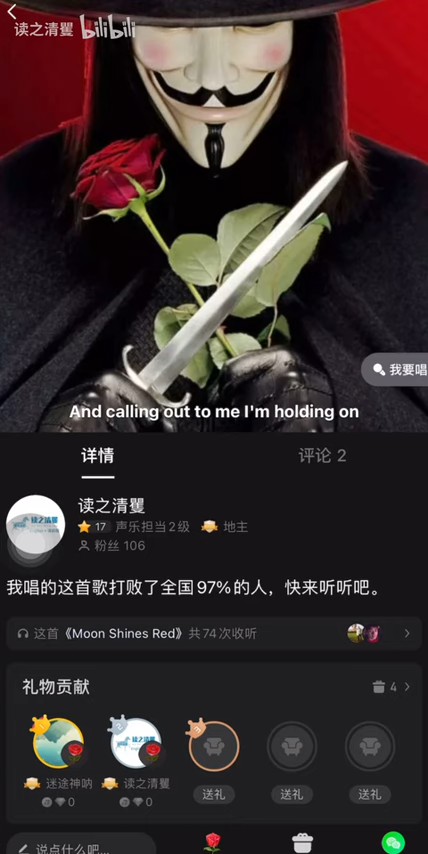 读之清矍 bilibili
我要唱
And calling out to me I'm holding on
详情
评论 2
读之清矍
17 声乐担当2级 地主
粉丝 106
我唱的这首歌打败了全国97%的人，快来听听吧。
这首《Moon Shines Red》共74次收听
礼物贡献
4
迷途神呐
读之清矍
0
0
送礼
送礼
送礼
说点什么吧...